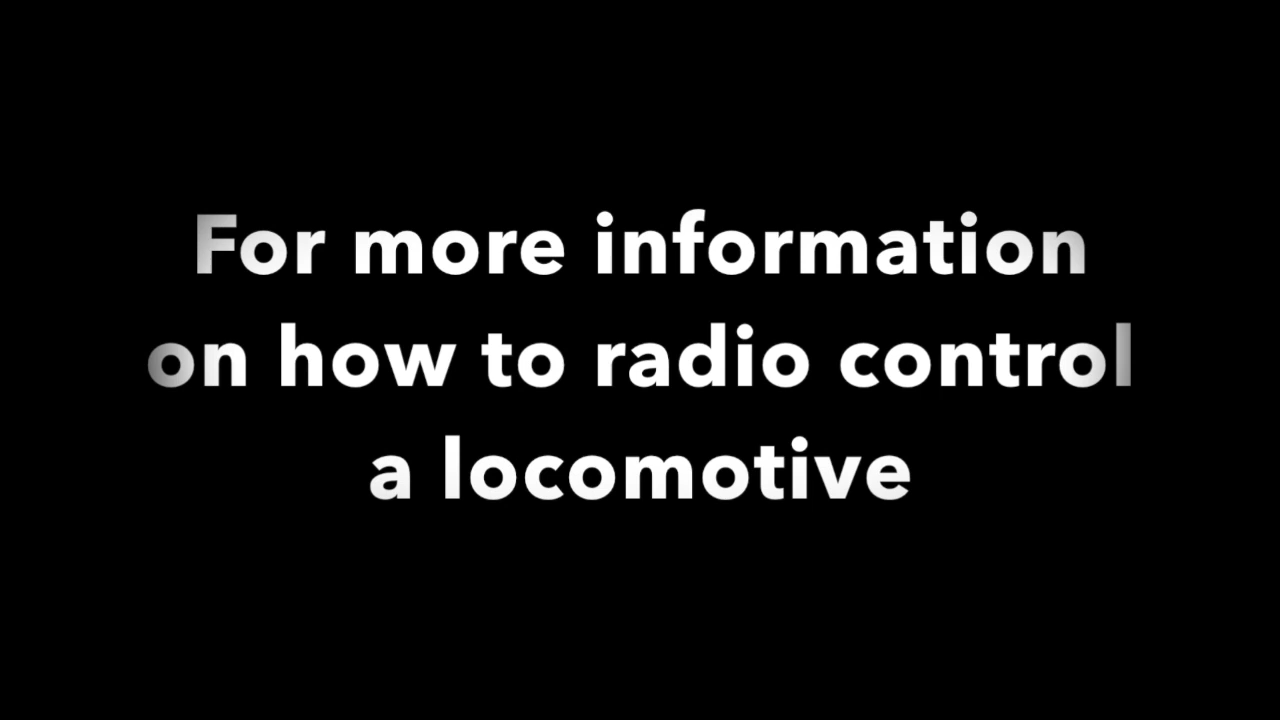 For more information
on how to radio control
a locomotive